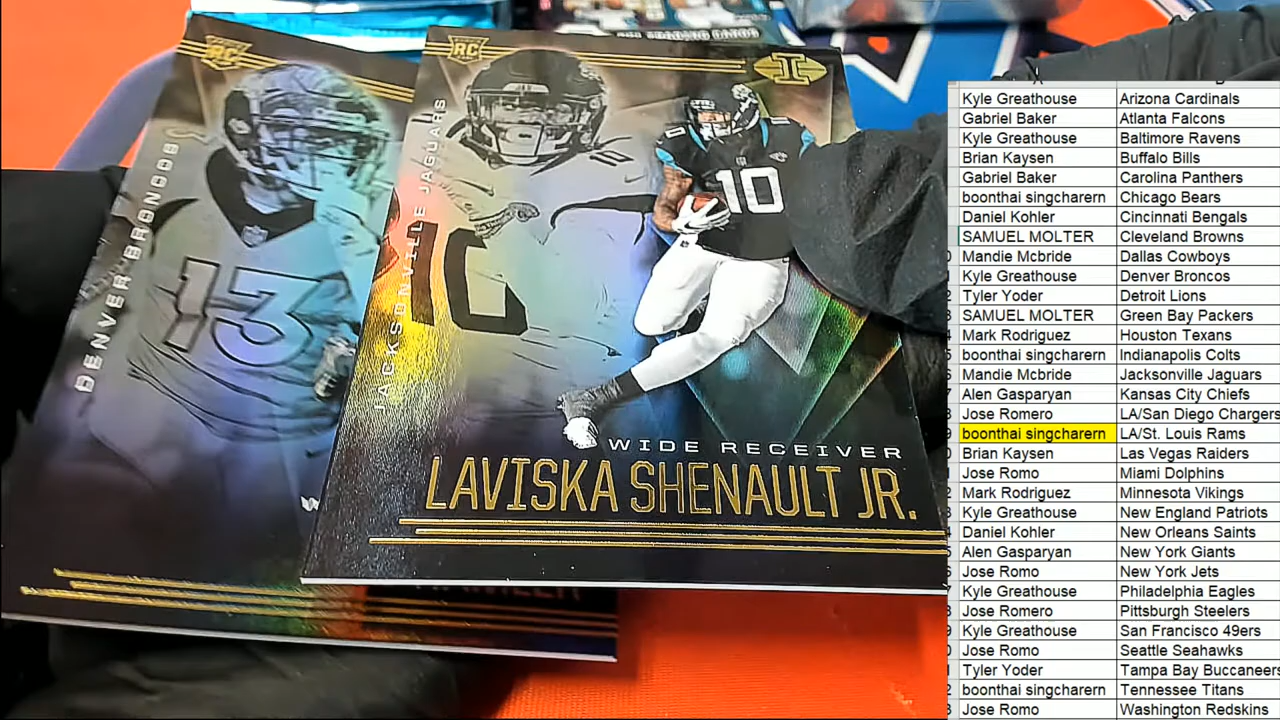 RC
RC
I
DENVER BRONCOS
13
JACKSONVILLE JAGUARS
10
10
WIDE RECEIVER
LAVISKA SHENAULT JR.
Kyle Greathouse Arizona Cardinals
Gabriel Baker Atlanta Falcons
Kyle Greathouse Baltimore Ravens
Brian Kaysen Buffalo Bills
Gabriel Baker Carolina Panthers
boonthai singcharern Chicago Bears
Daniel Kohler Cincinnati Bengals
SAMUEL MOLTER Cleveland Browns
Mandie Mcbride Dallas Cowboys
Kyle Greathouse Denver Broncos
Tyler Yoder Detroit Lions
SAMUEL MOLTER Green Bay Packers
Mark Rodriguez Houston Texans
boonthai singcharern Indianapolis Colts
Mandie Mcbride Jacksonville Jaguars
Alen Gasparyan Kansas City Chiefs
Jose Romero LA/San Diego Chargers
boonthai singcharern LA/St. Louis Rams
Brian Kaysen Las Vegas Raiders
Jose Romo Miami Dolphins
Mark Rodriguez Minnesota Vikings
Kyle Greathouse New England Patriots
Daniel Kohler New Orleans Saints
Alen Gasparyan New York Giants
Jose Romo New York Jets
Kyle Greathouse Philadelphia Eagles
Jose Romero Pittsburgh Steelers
Kyle Greathouse San Francisco 49ers
Jose Romo Seattle Seahawks
Tyler Yoder Tampa Bay Buccaneers
boonthai singcharern Tennessee Titans
Jose Romo Washington Redskins